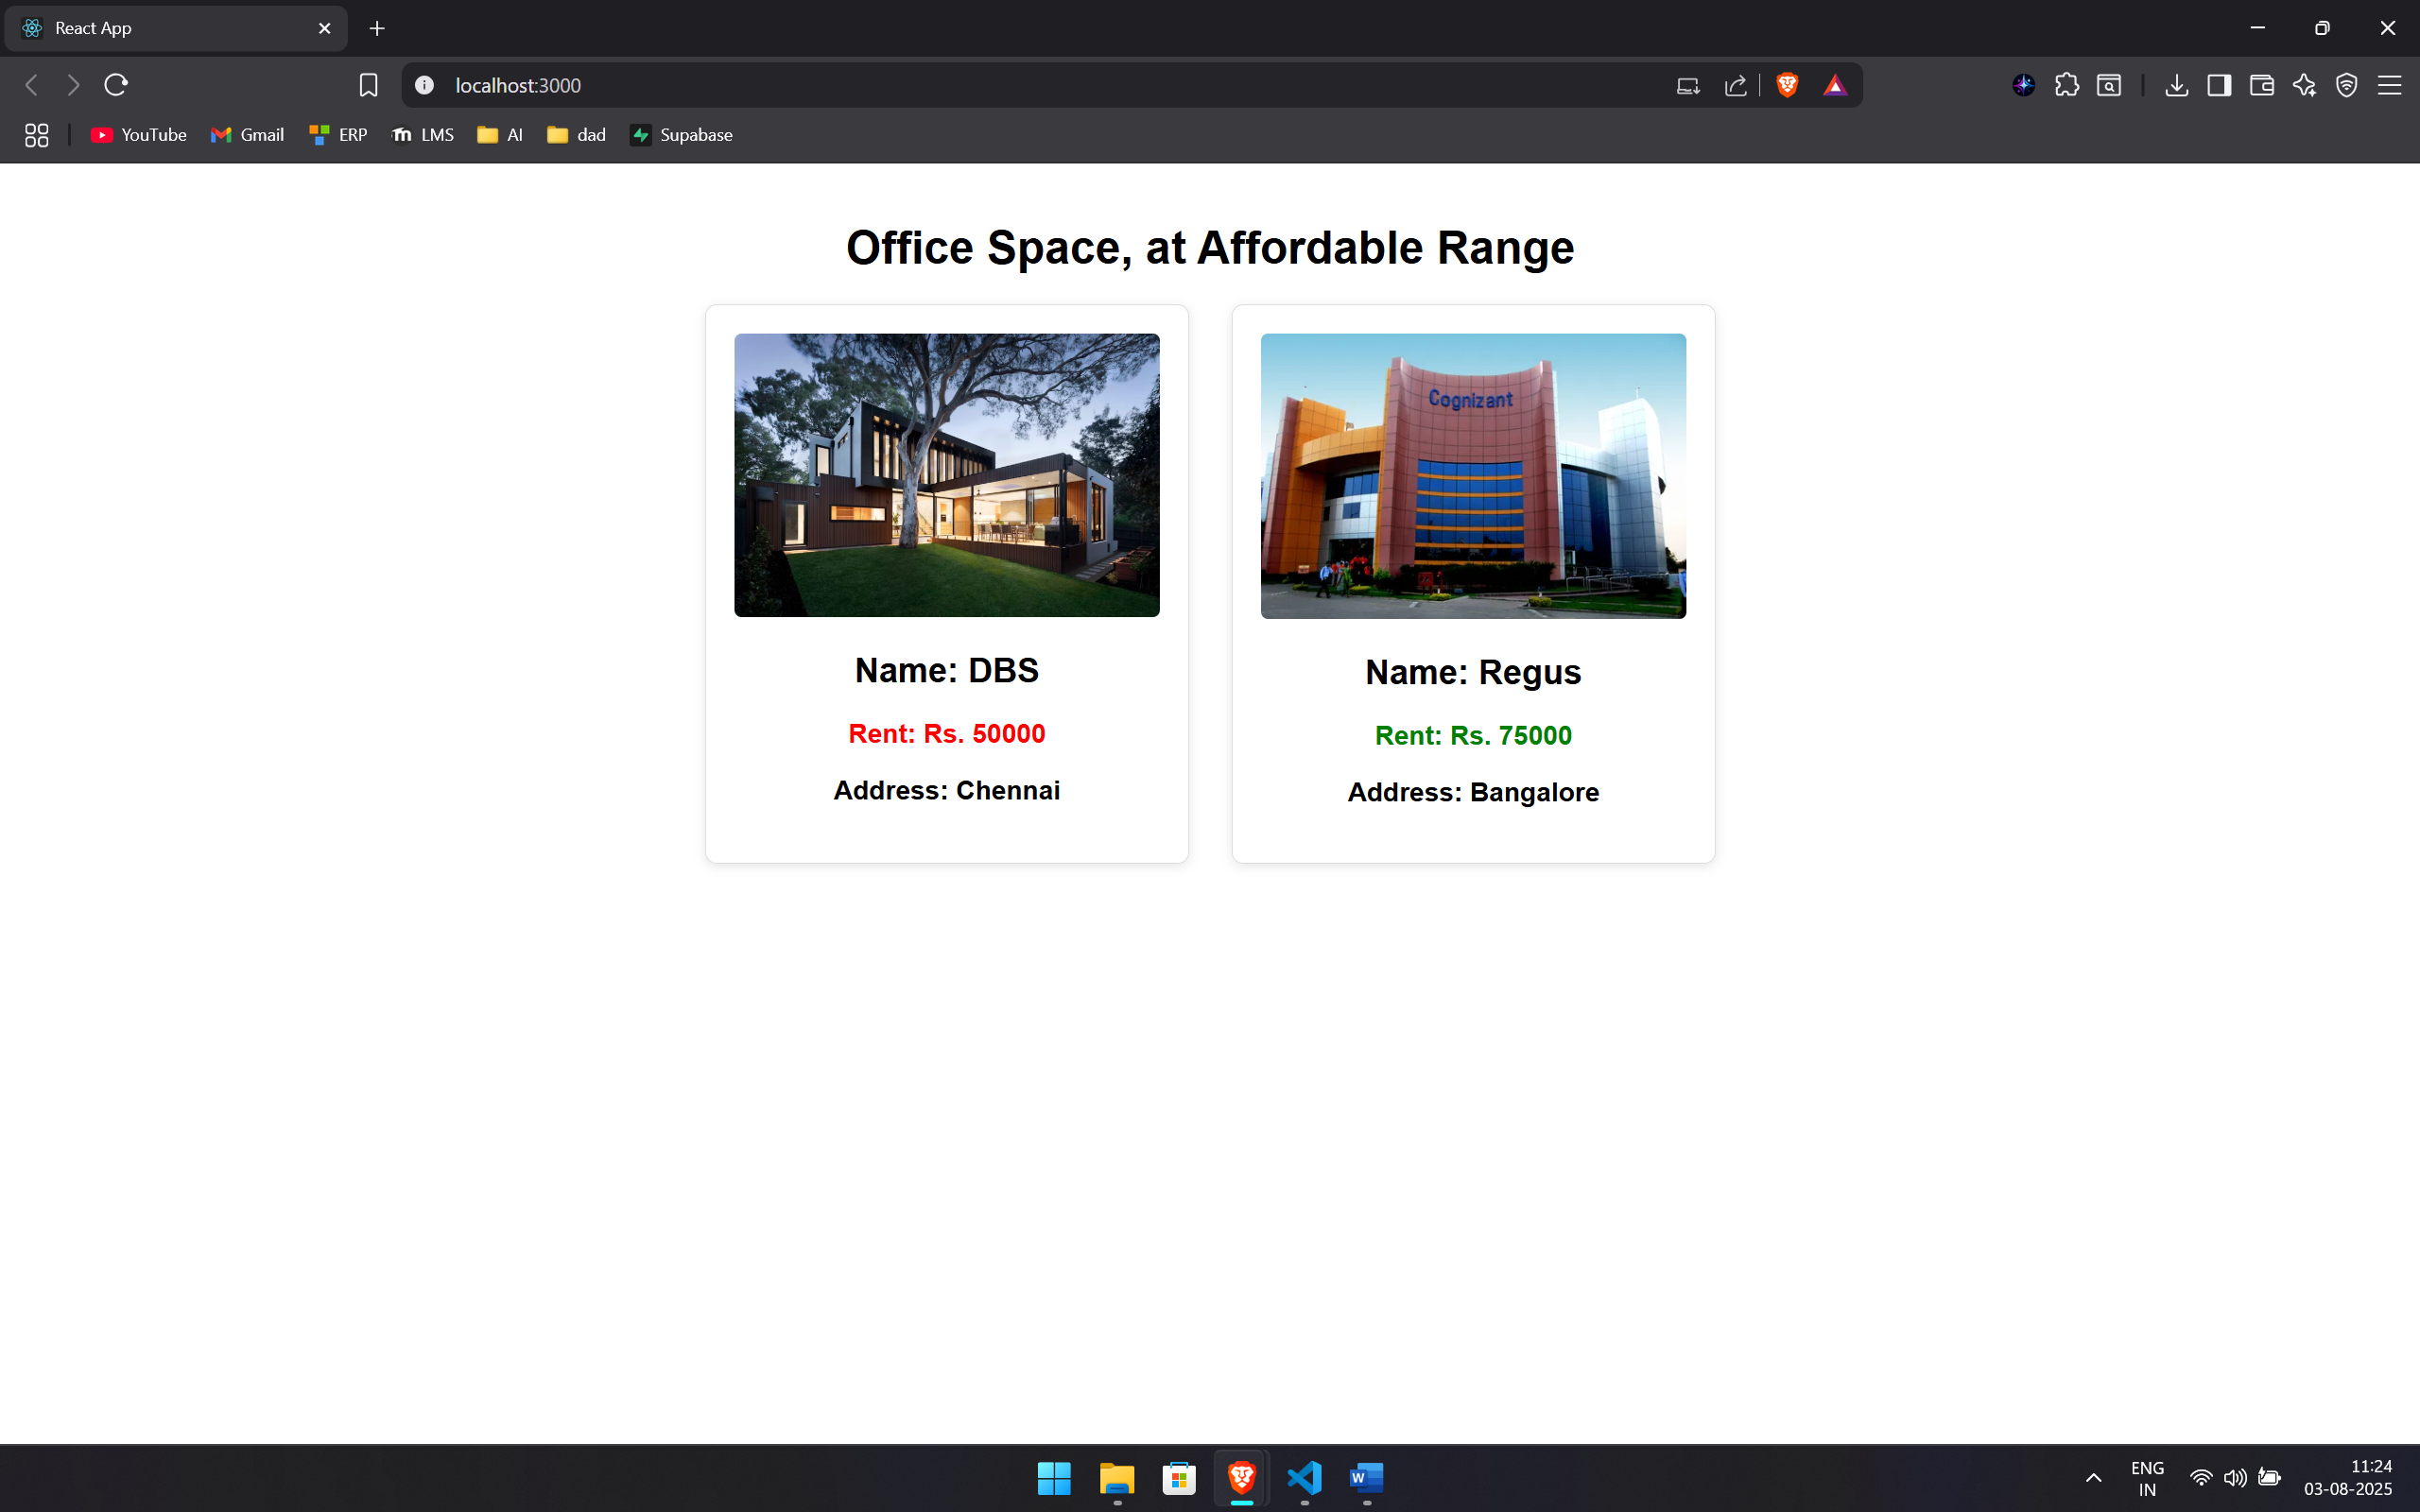 React App
localhost:3000
YouTube Gmail ERP LMS AI dad Supabase
Office Space, at Affordable Range
Cognizant
Name: DBS
Rent: Rs. 50000
Address: Chennai
Name: Regus
Rent: Rs. 75000
Address: Bangalore
W
ENG
IN
11:24
03-08-2025